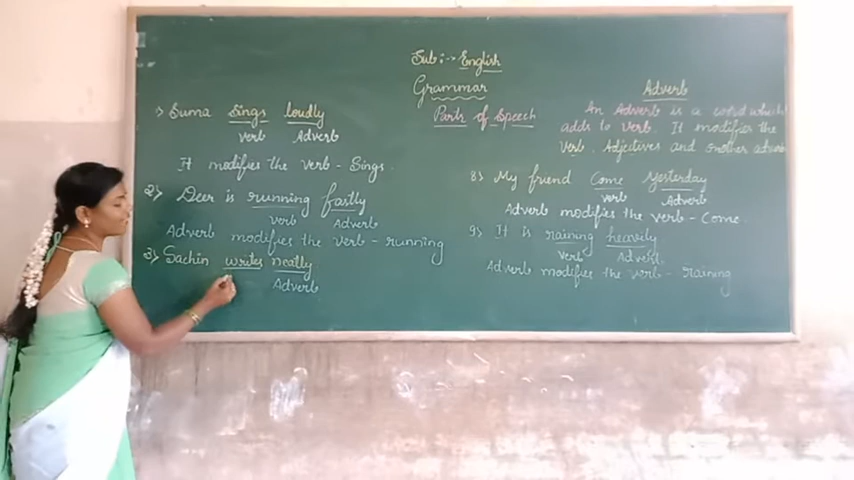 Sub :-> English
Grammar
Parts of Speech
Adverb
An Adverb is a word which
adds to verb. It modifies the
verb. Adjectives and another
1) Suma sings loudly
verb Adverb
It modifies the verb - Sings.
2) Deer is running fastly
verb Adverb
Adverb modifies the verb - running
3) Sachin writes neatly
Adverb
8) My friend Come yesterday
verb Adverb
Adverb modifies the verb - Come.
9) It is raining heavily
verb Adverb
Adverb modifies the verb - raining